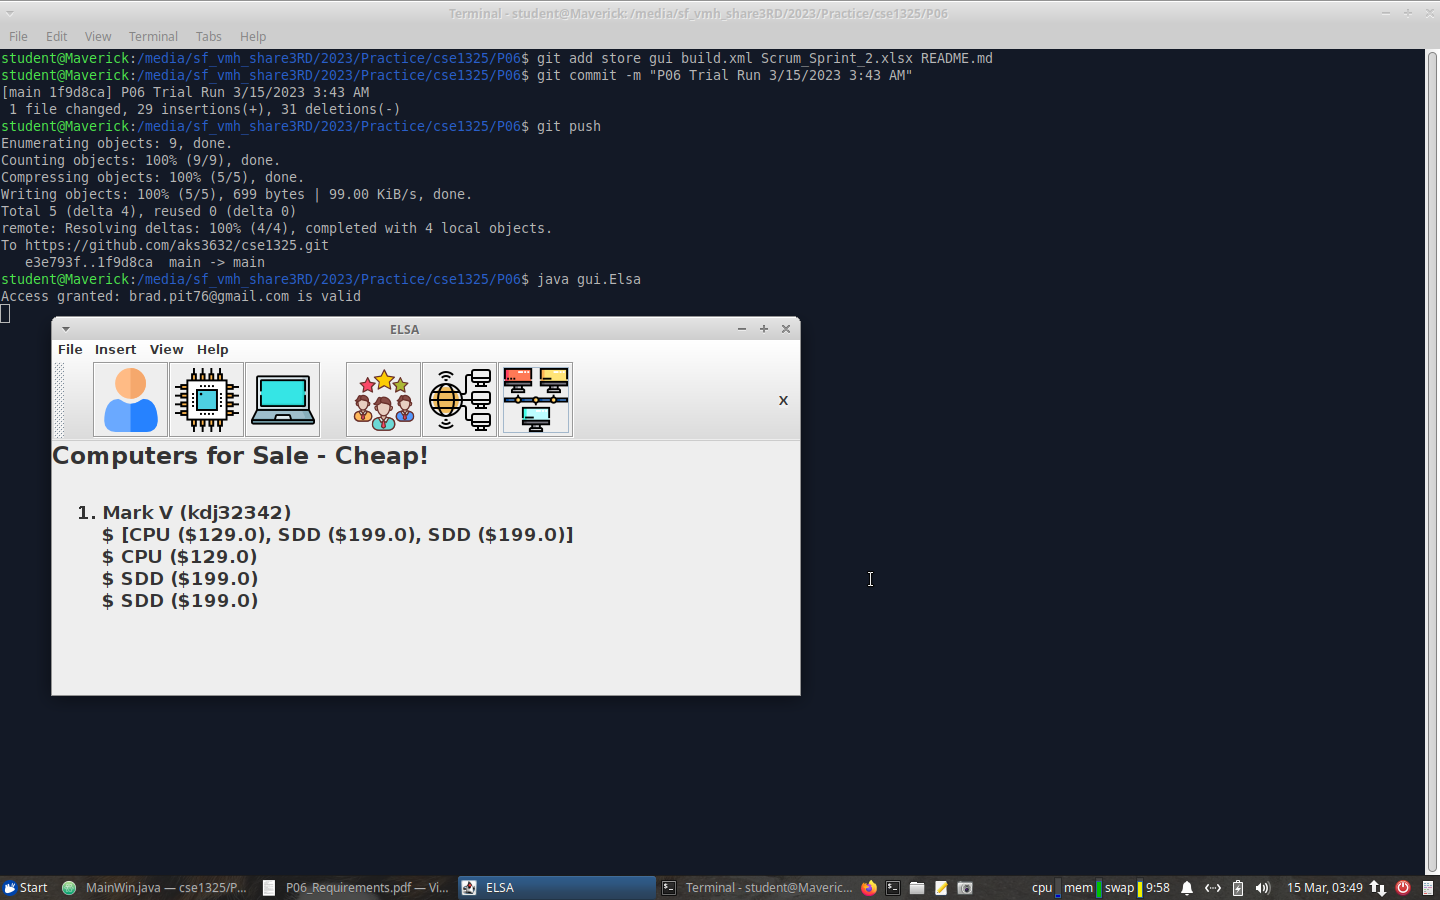 Terminal - student@Maverick: /media/sf_vmh_share3RD/2023/Practice/cse1325/P06
File Edit View Terminal Tabs Help
student@Maverick:/media/sf_vmh_share3RD/2023/Practice/cse1325/P06$ git add store gui build.xml Scrum_Sprint_2.xlsx README.md
student@Maverick:/media/sf_vmh_share3RD/2023/Practice/cse1325/P06$ git commit -m "P06 Trial Run 3/15/2023 3:43 AM"
[main 1f9d8ca] P06 Trial Run 3/15/2023 3:43 AM
1 file changed, 29 insertions(+), 31 deletions(-)
student@Maverick:/media/sf_vmh_share3RD/2023/Practice/cse1325/P06$ git push
Enumerating objects: 9, done.
Counting objects: 100% (9/9), done.
Compressing objects: 100% (5/5), done.
Writing objects: 100% (5/5), 699 bytes | 99.00 KiB/s, done.
Total 5 (delta 4), reused 0 (delta 0)
remote: Resolving deltas: 100% (4/4), completed with 4 local objects.
To https://github.com/aks3632/cse1325.git
e3e793f..1f9d8ca  main -> main
student@Maverick:/media/sf_vmh_share3RD/2023/Practice/cse1325/P06$ java gui.Elsa
Access granted: brad.pit76@gmail.com is valid
ELSA
File Insert View Help
X
Computers for Sale - Cheap!
1. Mark V (kdj32342)
$ [CPU ($129.0), SDD ($199.0), SDD ($199.0)]
$ CPU ($129.0)
$ SDD ($199.0)
$ SDD ($199.0)
Start MainWin.java — cse1325/P... P06_Requirements.pdf — Vi... ELSA Terminal - student@Maveric... cpu mem swap 9:58 15 Mar, 03:49